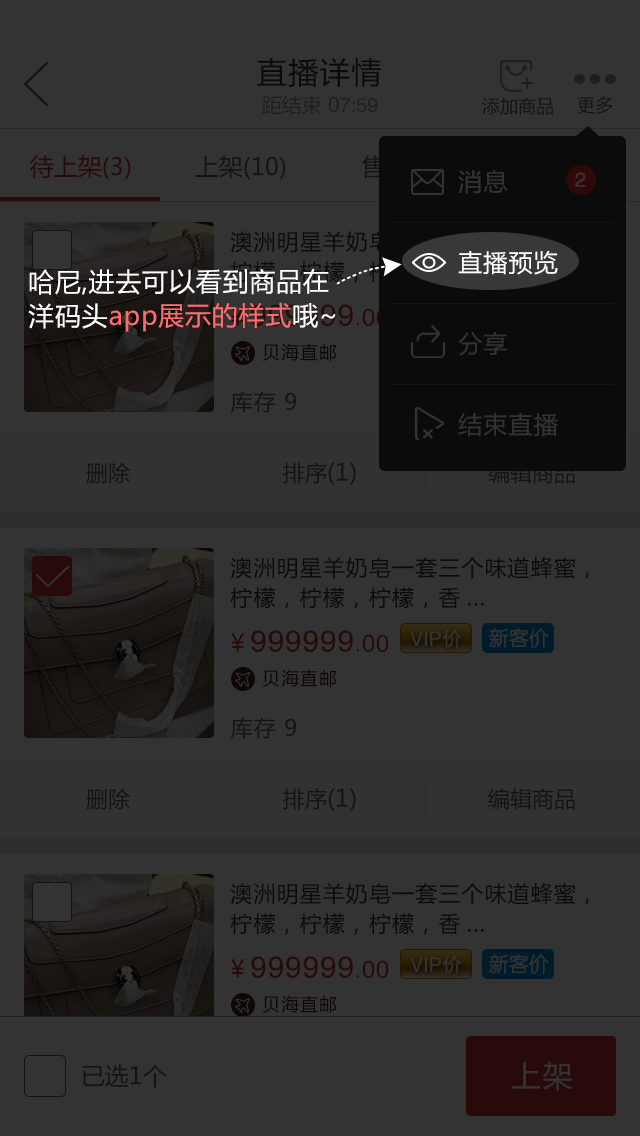 直播详情
距结束 07:59
添加商品
更多
待上架(3)
上架(10)
售
消息
2
直播预览
分享
结束直播
哈尼,进去可以看到商品在
洋码头app展示的样式哦~
澳洲明星羊奶皂
贝海直邮
库存 9
删除
排序(1)
编辑商品
澳洲明星羊奶皂一套三个味道蜂蜜，
柠檬，柠檬，柠檬，香 ...
¥999999.00
VIP价
新客价
贝海直邮
库存 9
删除
排序(1)
编辑商品
澳洲明星羊奶皂一套三个味道蜂蜜，
柠檬，柠檬，柠檬，香 ...
¥999999.00
VIP价
新客价
贝海直邮
已选1个
上架